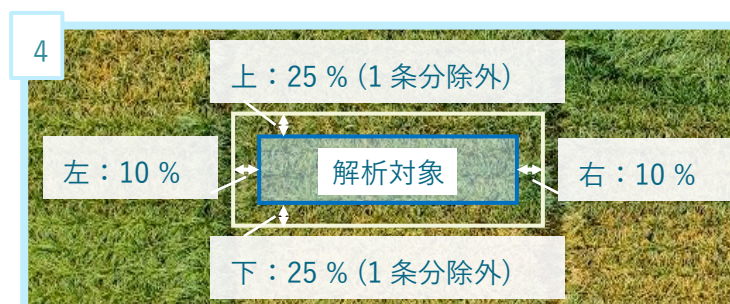 4
上：25 % (1 条分除外)
左：10 %
解析対象
右：10 %
下：25 % (1 条分除外)